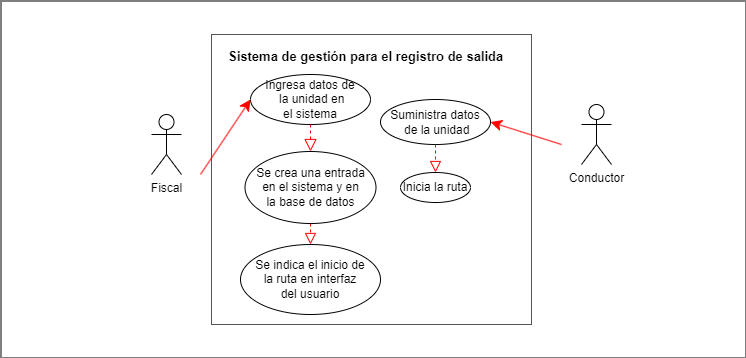 Sistema de gestión para el registro de salida
Ingresa datos de
la unidad en
el sistema
Suministra datos
de la unidad
Fiscal
Conductor
Se crea una entrada
en el sistema y en
la base de datos
Inicia la ruta
Se indica el inicio de
la ruta en interfaz
del usuario